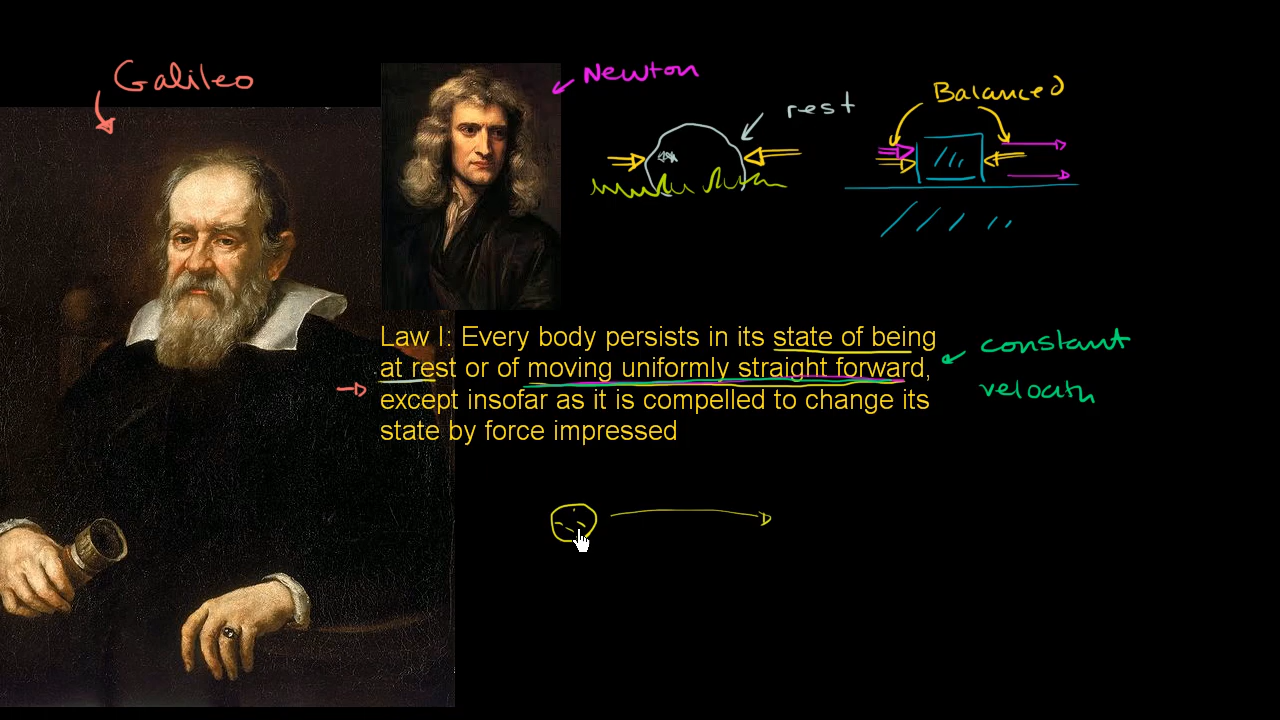 Galileo
Newton
rest
Balanced
Law I: Every body persists in its state of being
at rest or of moving uniformly straight forward,
except insofar as it is compelled to change its
state by force impressed
constant
velocity